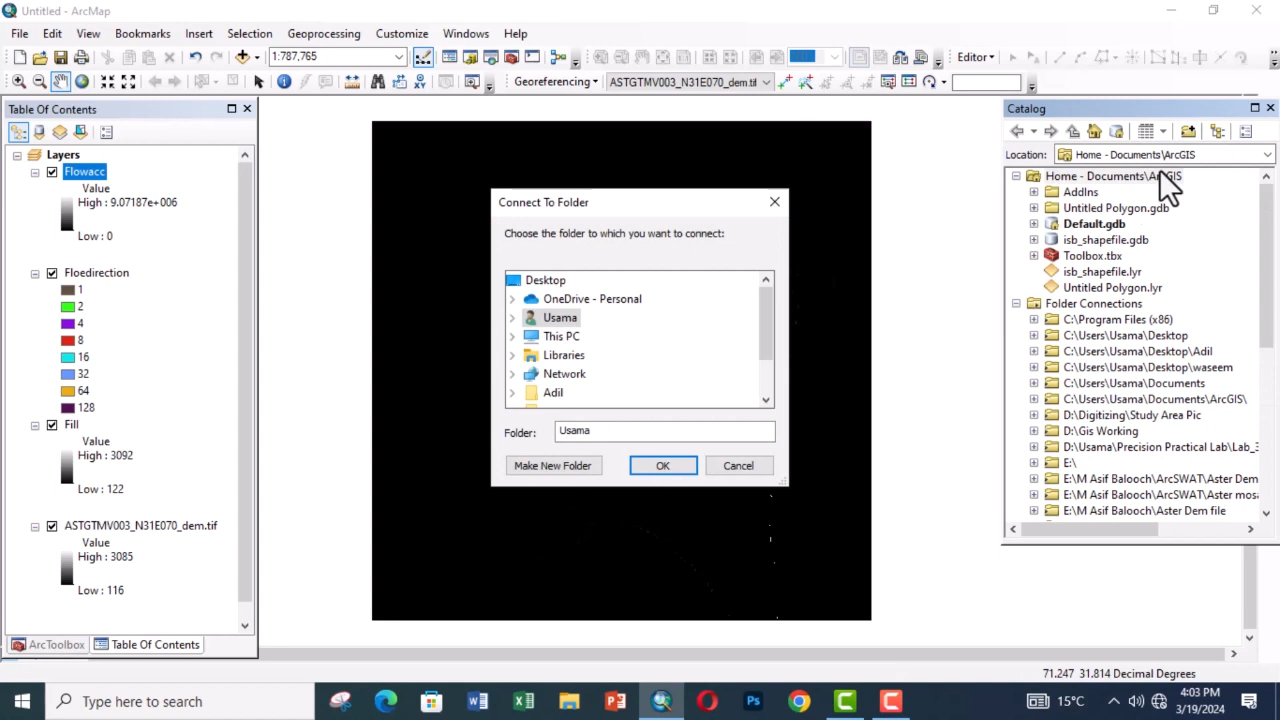 Untitled - ArcMap
File Edit View Bookmarks Insert Selection Geoprocessing Customize Windows Help
1:787,765
Editor
Georeferencing ASTGTMV003_N31E070_dem.tif
Table Of Contents
Layers
Flowacc
Value
High : 9.07187e+006
Low : 0
Floedirection
1
2
4
8
16
32
64
128
Fill
Value
High : 3092
Low : 122
ASTGTMV003_N31E070_dem.tif
Value
High : 3085
Low : 116
ArcToolbox Table Of Contents
Connect To Folder
Choose the folder to which you want to connect:
Desktop
OneDrive - Personal
Usama
This PC
Libraries
Network
Adil
Folder: Usama
Make New Folder OK Cancel
Catalog
Location: Home - Documents\ArcGIS
Home - Documents\ArcGIS
AddIns
Untitled Polygon.gdb
Default.gdb
isb_shapefile.gdb
Toolbox.tbx
isb_shapefile.lyr
Untitled Polygon.lyr
Folder Connections
C:\Program Files (x86)
C:\Users\Usama\Desktop
C:\Users\Usama\Desktop\Adil
C:\Users\Usama\Desktop\waseem
C:\Users\Usama\Documents
C:\Users\Usama\Documents\ArcGIS\
D:\Digitizing\Study Area Pic
D:\Gis Working
D:\Usama\Precision Practical Lab\Lab_3
E:\
E:\M Asif Balooch\ArcSWAT\Aster Dem
E:\M Asif Balooch\ArcSWAT\Aster mosa
E:\M Asif Balooch\Aster Dem file
71.247 31.814 Decimal Degrees
Type here to search
15°C
4:03 PM
3/19/2024